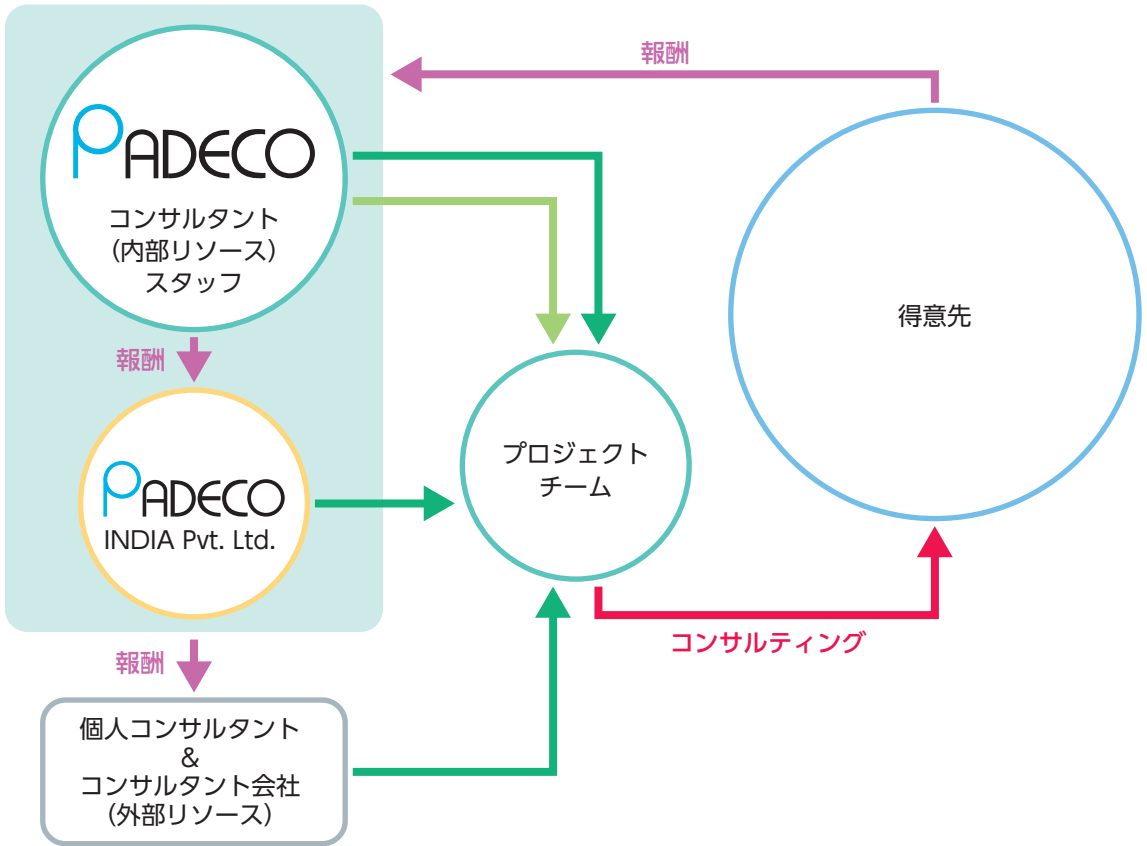 報酬
PADECO
コンサルタント
(内部リソース)
スタッフ
得意先
報酬
プロジェクト
チーム
PADECO
INDIA Pvt. Ltd.
コンサルティング
報酬
個人コンサルタント
&
コンサルタント会社
(外部リソース)